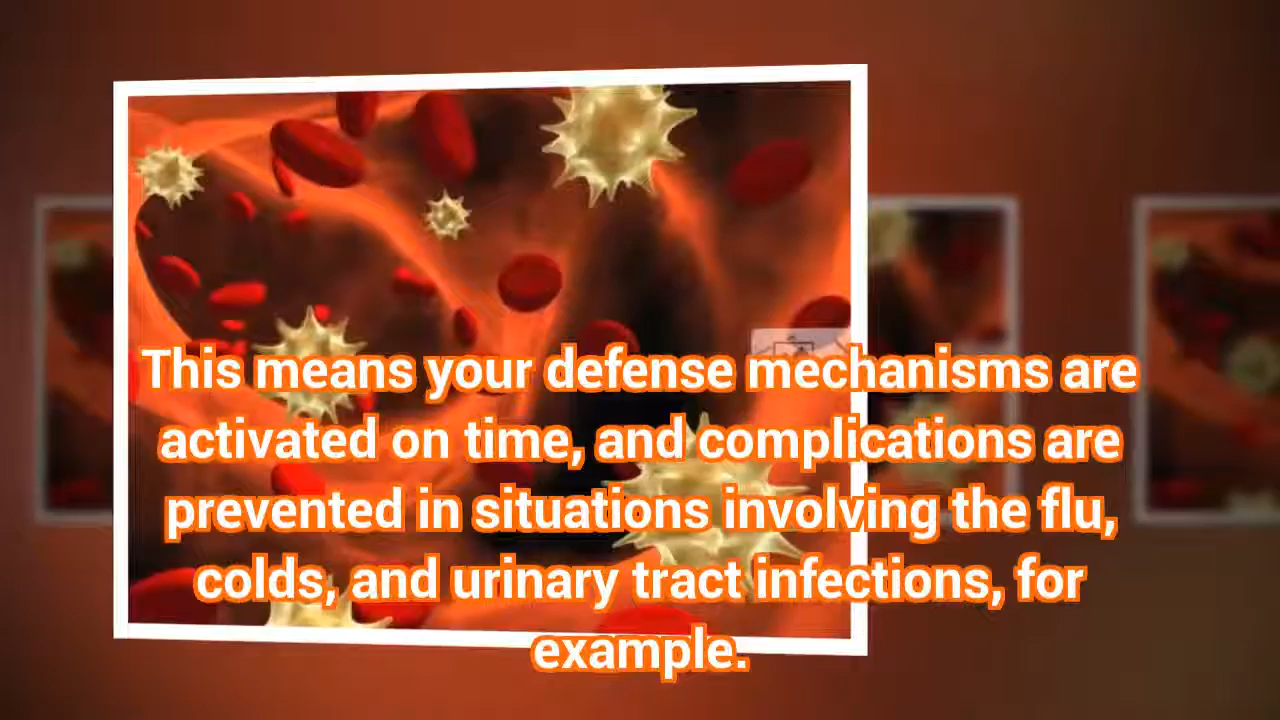 This means your defense mechanisms are
activated on time, and complications are
prevented in situations involving the flu,
colds, and urinary tract infections, for
example.